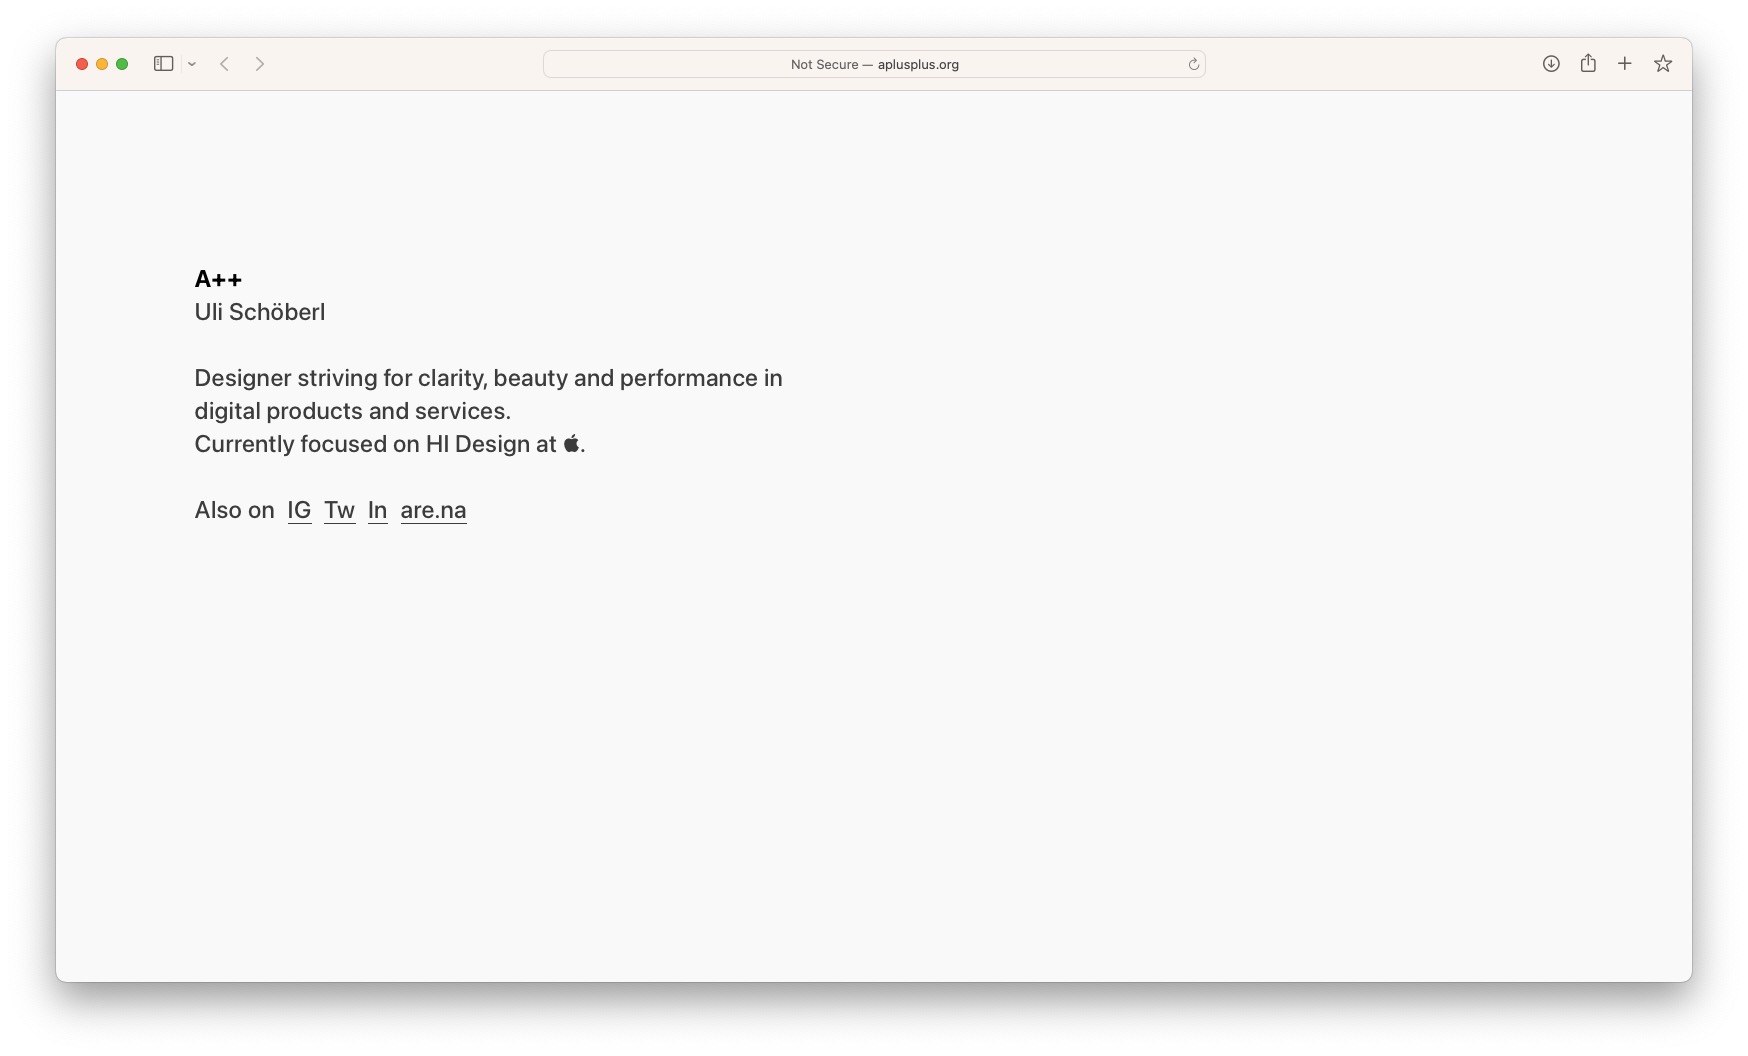 Not Secure — aplusplus.org
A++
Uli Schöberl
Designer striving for clarity, beauty and performance in
digital products and services.
Currently focused on HI Design at .
Also on IG Tw In are.na